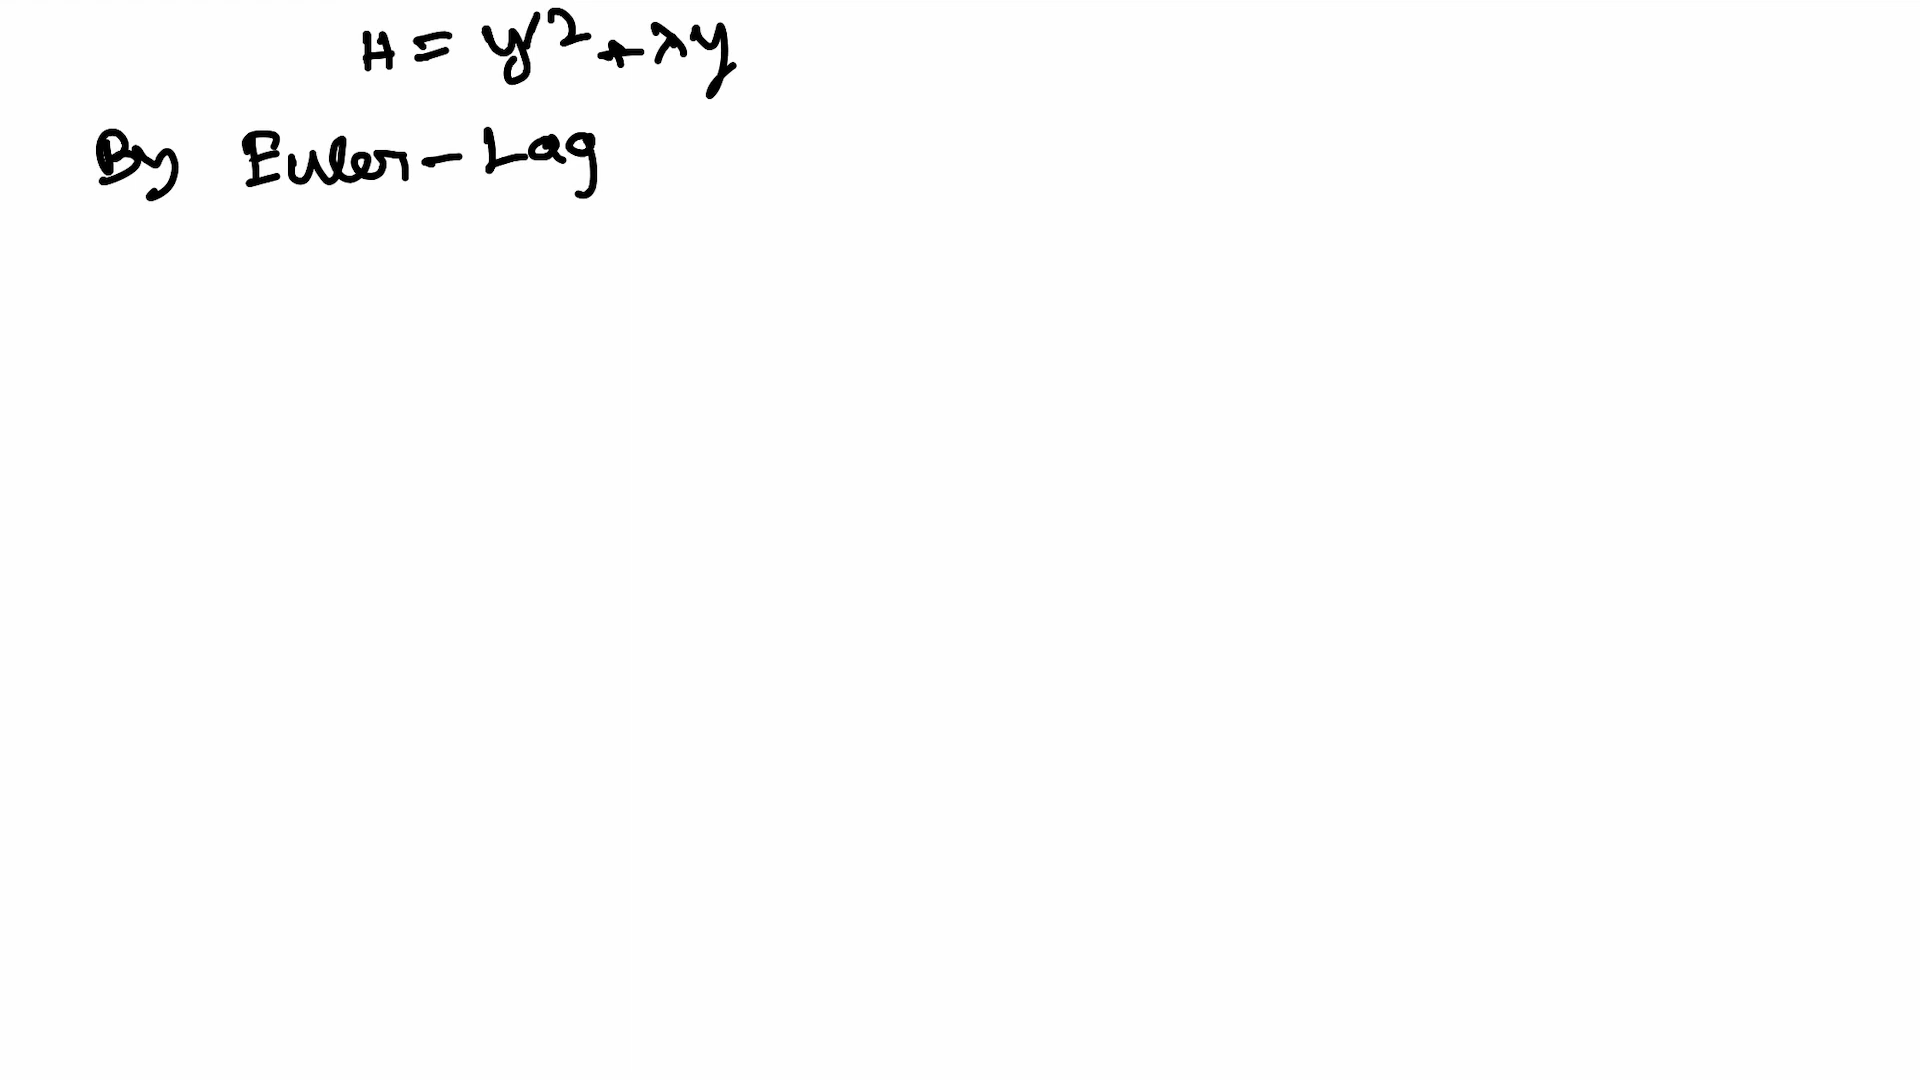 H = y'² + λy
By Euler - Lag